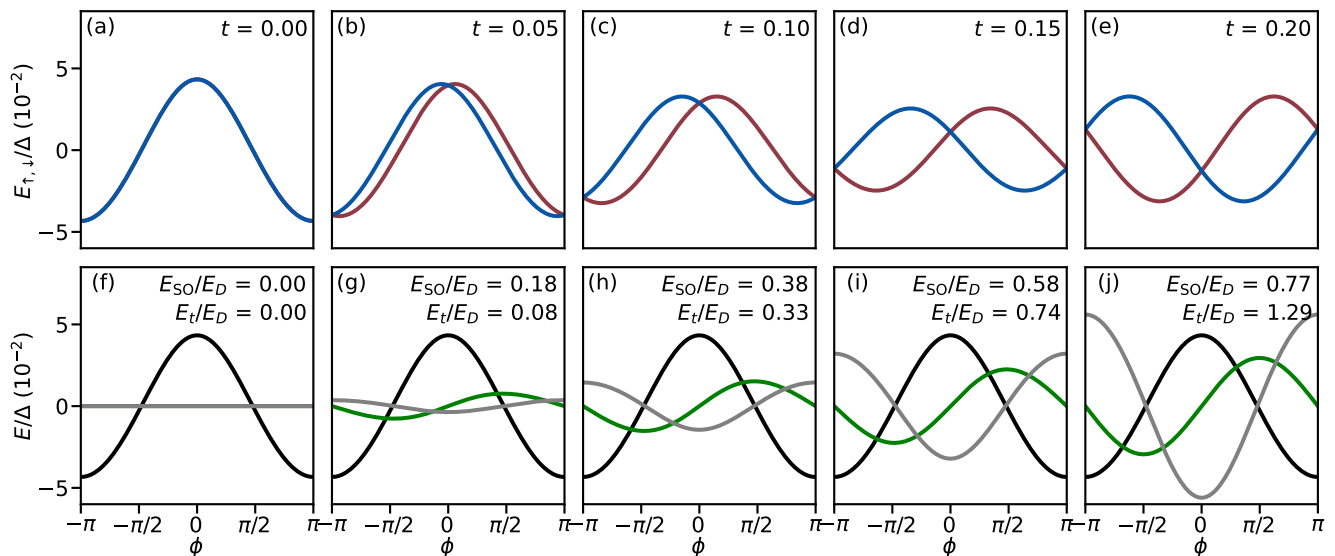 (a) t = 0.00
(b) t = 0.05
(c) t = 0.10
(d) t = 0.15
(e) t = 0.20
E↑,↓/Δ (10⁻²)
5
0
−5
(f) E_SO/E_D = 0.00
E_t/E_D = 0.00
(g) E_SO/E_D = 0.18
E_t/E_D = 0.08
(h) E_SO/E_D = 0.38
E_t/E_D = 0.33
(i) E_SO/E_D = 0.58
E_t/E_D = 0.74
(j) E_SO/E_D = 0.77
E_t/E_D = 1.29
E/Δ (10⁻²)
5
0
−5
−π −π/2 0 π/2 π −π/2 0 π/2 π −π/2 0 π/2 π −π/2 0 π/2 π −π/2 0 π/2 π
ϕ ϕ ϕ ϕ ϕ